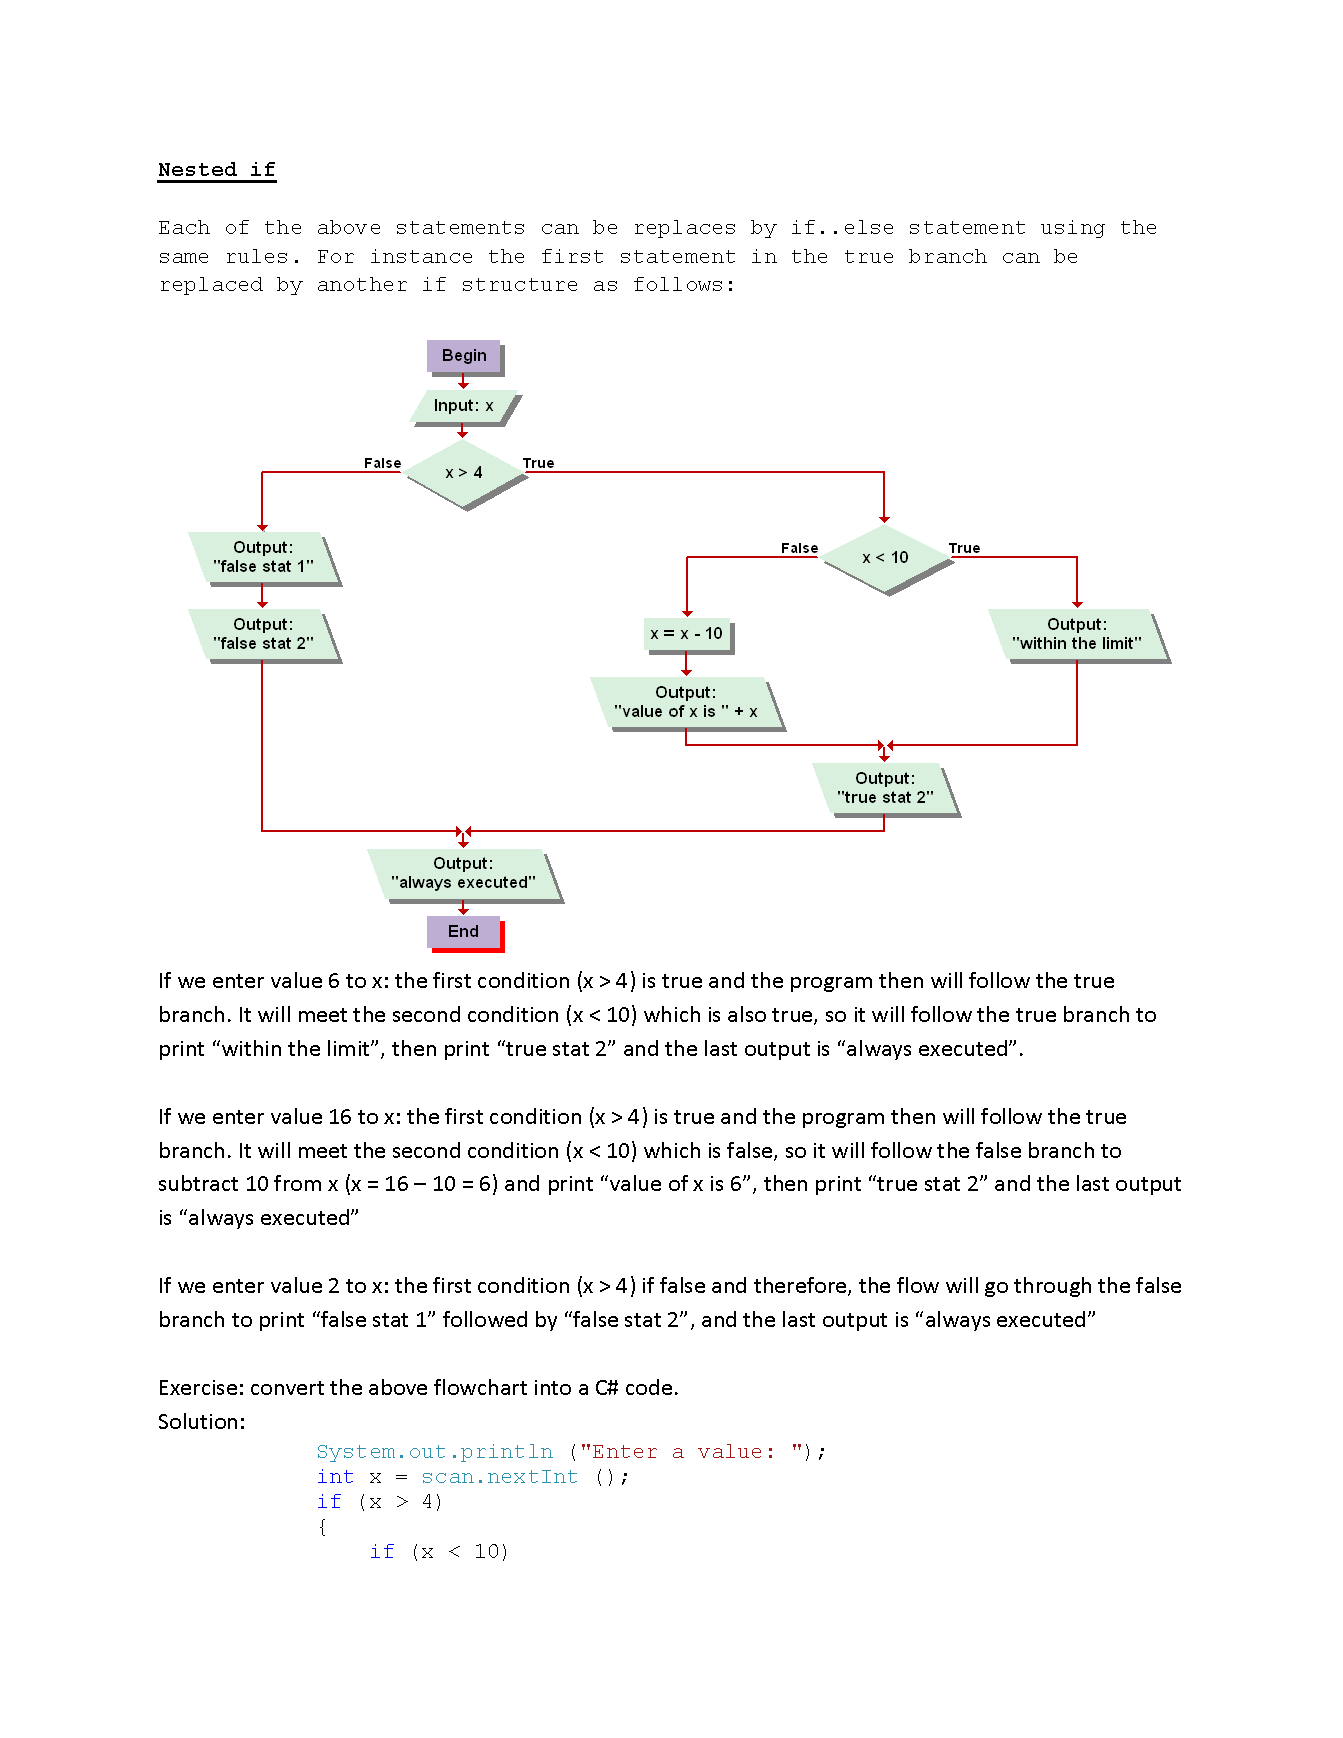 Nested if
Each of the above statements can be replaces by if..else statement using the
same rules. For instance the first statement in the true branch can be
replaced by another if structure as follows:
Begin
Input: x
False
x > 4
True
Output:
"false stat 1"
Output:
"false stat 2"
False
x < 10
True
x = x - 10
Output:
"value of x is " + x
Output:
"within the limit"
Output:
"true stat 2"
Output:
"always executed"
End
If we enter value 6 to x: the first condition (x > 4) is true and the program then will follow the true
branch. It will meet the second condition (x < 10) which is also true, so it will follow the true branch to
print “within the limit”, then print “true stat 2” and the last output is “always executed”.
If we enter value 16 to x: the first condition (x > 4) is true and the program then will follow the true
branch. It will meet the second condition (x < 10) which is false, so it will follow the false branch to
subtract 10 from x (x = 16 – 10 = 6) and print “value of x is 6”, then print “true stat 2” and the last output
is “always executed”
If we enter value 2 to x: the first condition (x > 4) if false and therefore, the flow will go through the false
branch to print “false stat 1” followed by “false stat 2”, and the last output is “always executed”
Exercise: convert the above flowchart into a C# code.
Solution:
System.out.println ("Enter a value: ");
int x = scan.nextInt ();
if (x > 4)
{
if (x < 10)